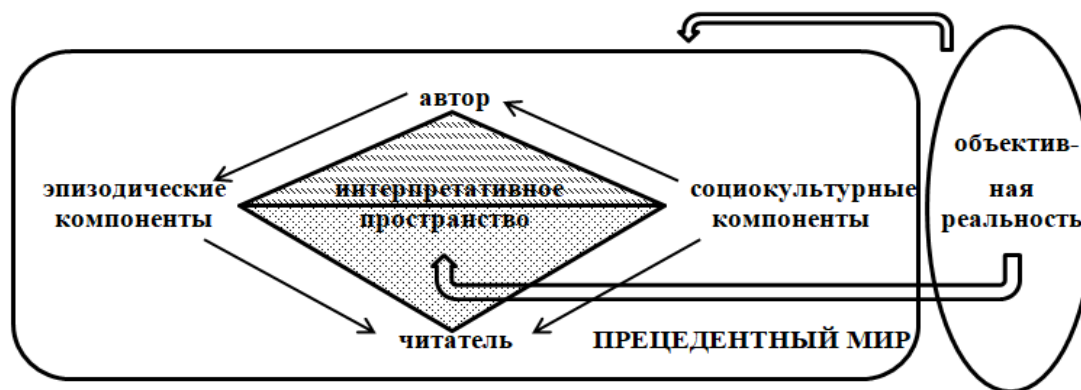 автор
эпизодические
компоненты
интерпретативное
пространство
социокультурные
компоненты
объектив-
ная
реальность
читатель
ПРЕЦЕДЕНТНЫЙ МИР